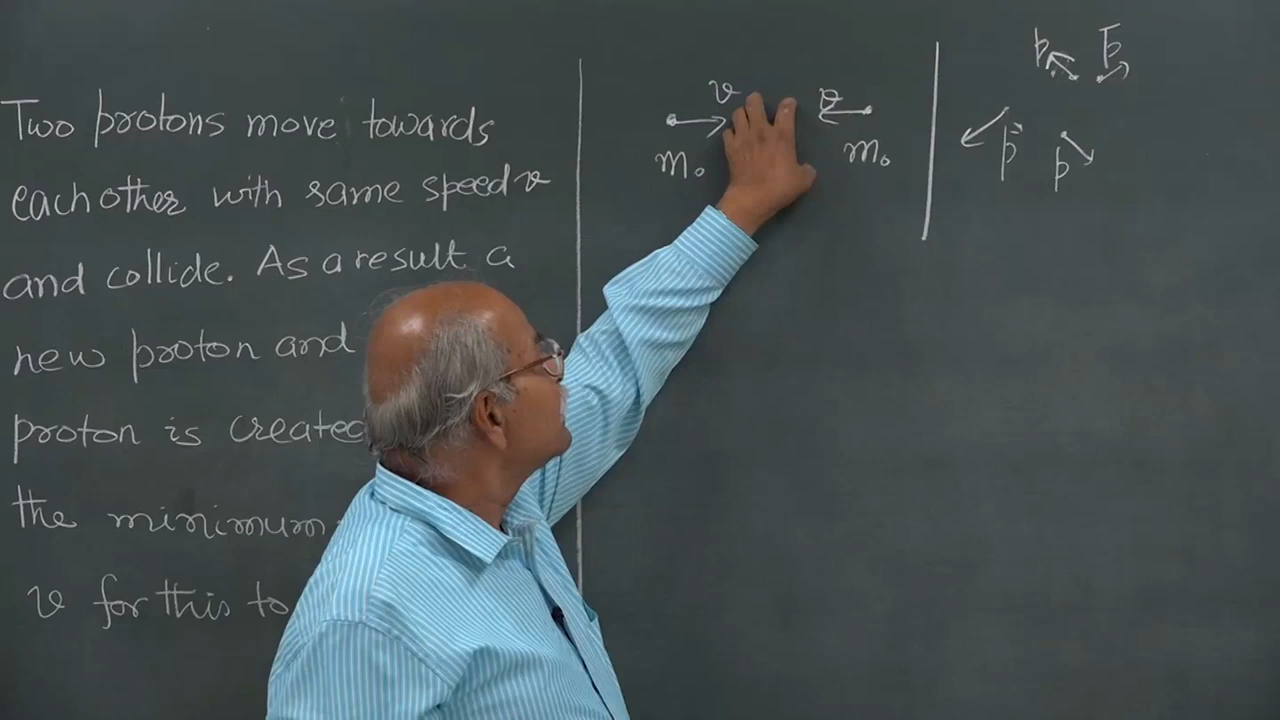 Two protons move towards
each other with same speed v
and collide. As a result a
new proton and
proton is created
the minimum
v for this to
v v
m₀ m₀
p p̅
p p